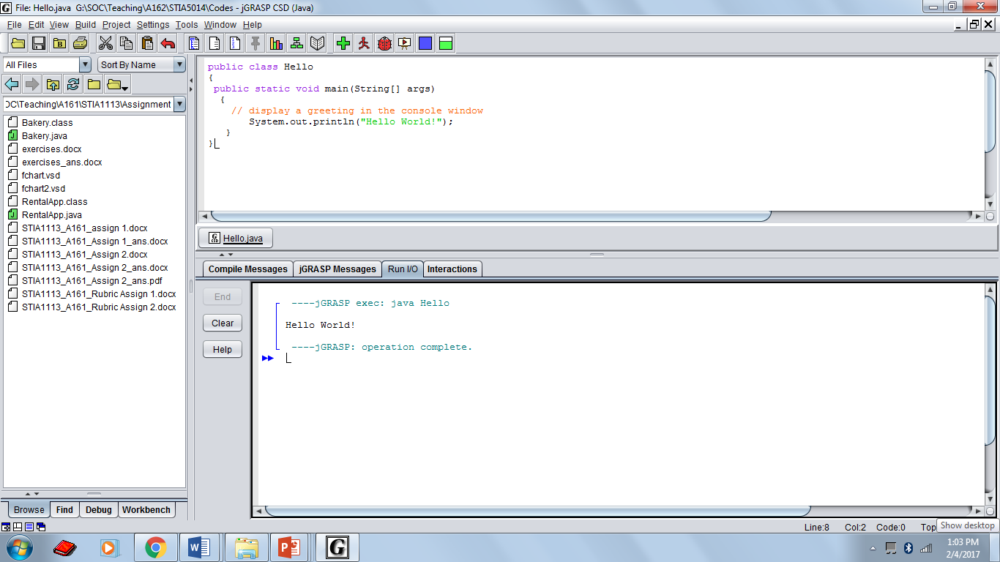 File: Hello.java  G:\SOC\Teaching\A162\STIA5014\Codes - jGRASP CSD (Java)
File Edit View Build Project Settings Tools Window Help
All Files
Sort By Name
OC\Teaching\A161\STIA1113\Assignment
Bakery.class
Bakery.java
exercises.docx
exercises_ans.docx
fchart.vsd
fchart2.vsd
RentalApp.class
RentalApp.java
STIA1113_A161_assign 1.docx
STIA1113_A161_Assign 1_ans.docx
STIA1113_A161_Assign 2.docx
STIA1113_A161_Assign 2_ans.docx
STIA1113_A161_Assign 2_ans.pdf
STIA1113_A161_Rubric Assign 1.docx
STIA1113_A161_Rubric Assign 2.docx
Browse Find Debug Workbench
public class Hello
{
public static void main(String[] args)
{
// display a greeting in the console window
System.out.println("Hello World!");
}
}
Hello.java
Compile Messages jGRASP Messages Run I/O Interactions
End
Clear
Help
----jGRASP exec: java Hello
Hello World!
----jGRASP: operation complete.
Line:8 Col:2 Code:0 Top
Show desktop
1:03 PM
2/4/2017